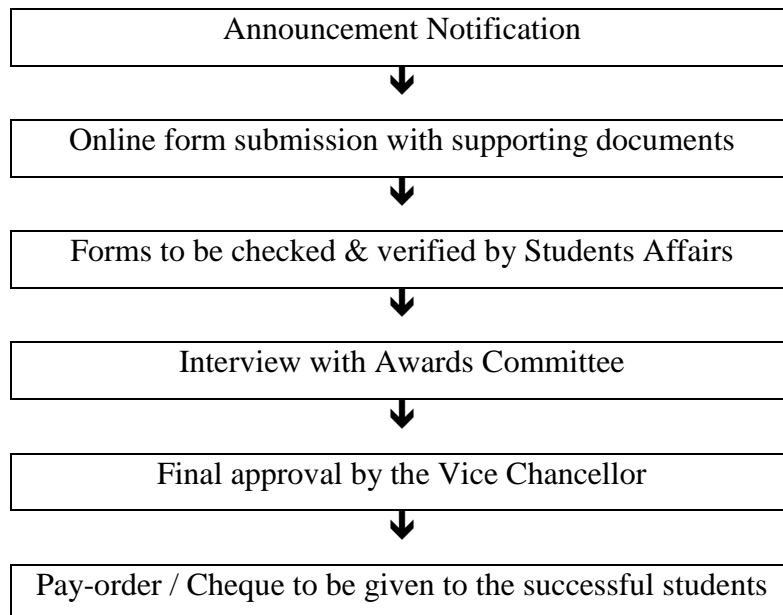 Announcement Notification
Online form submission with supporting documents
Forms to be checked & verified by Students Affairs
Interview with Awards Committee
Final approval by the Vice Chancellor
Pay-order / Cheque to be given to the successful students